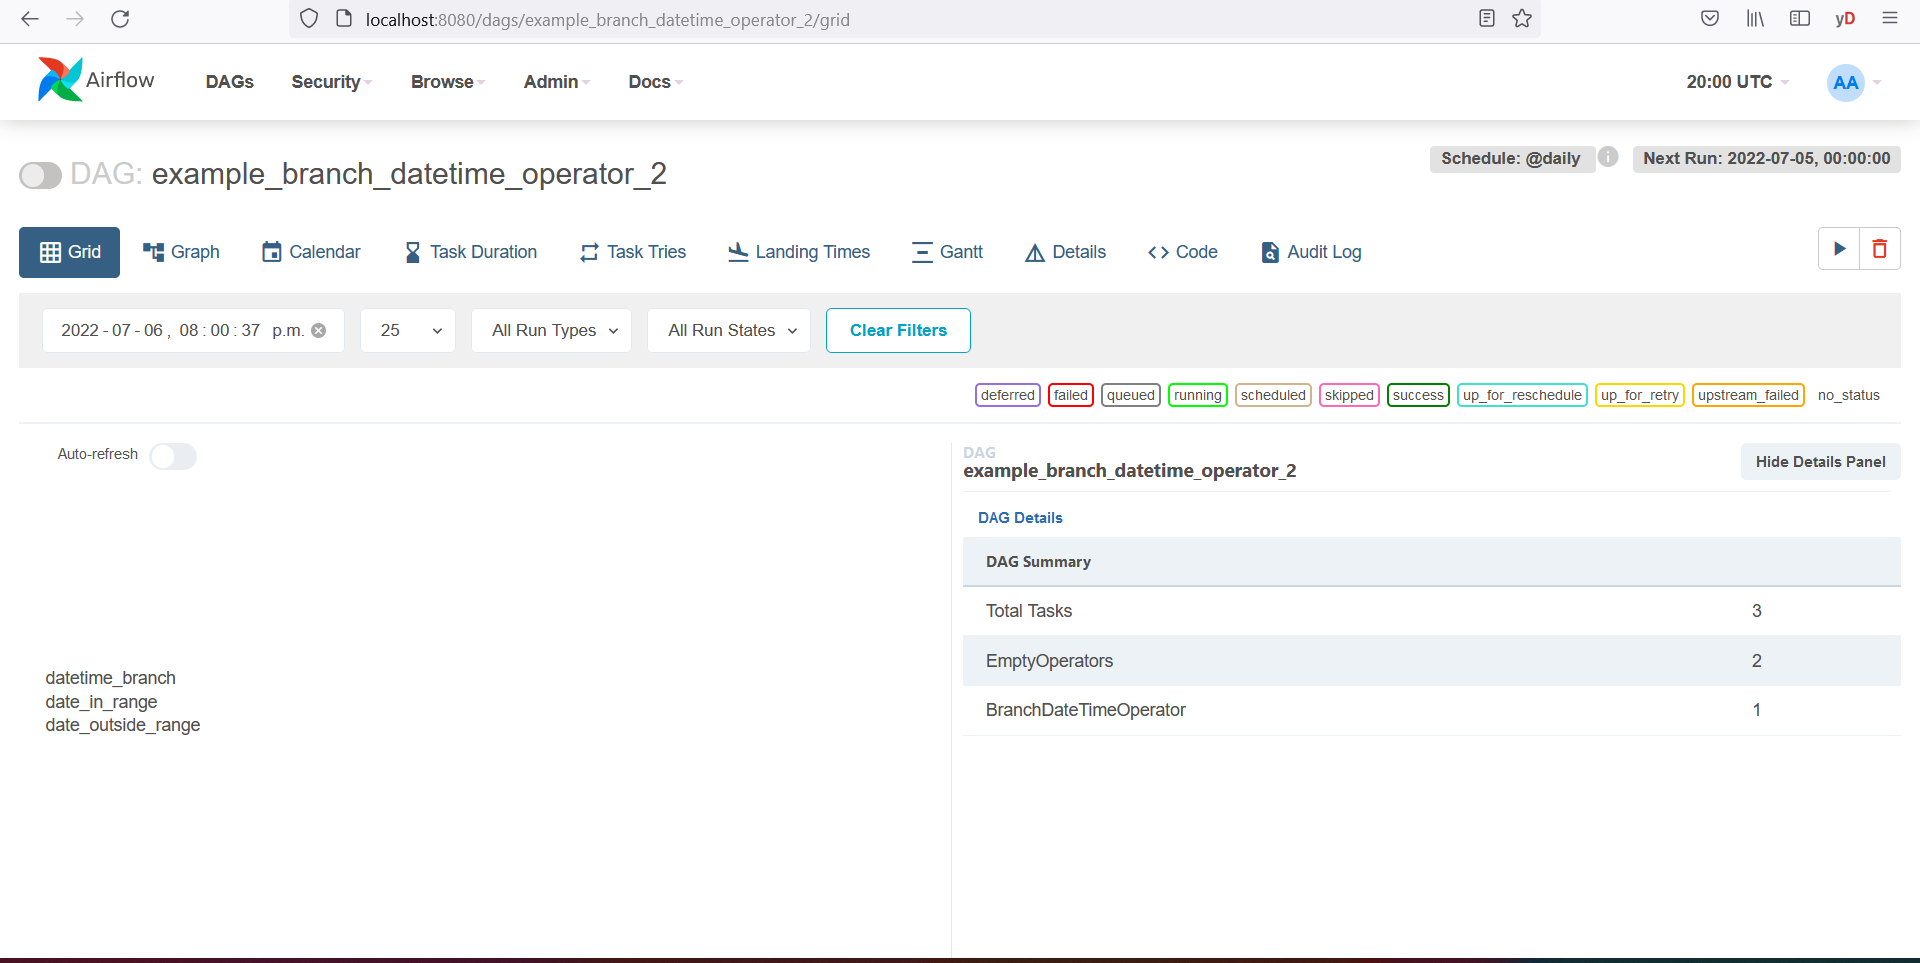 localhost:8080/dags/example_branch_datetime_operator_2/grid
yD
Airflow
DAGs Security Browse Admin Docs 20:00 UTC AA
DAG: example_branch_datetime_operator_2
Schedule: @daily i Next Run: 2022-07-05, 00:00:00
Grid Graph Calendar Task Duration Task Tries Landing Times Gantt Details Code Audit Log
2022-07-06, 08:00:37 p.m. 25 All Run Types All Run States Clear Filters
deferred failed queued running scheduled skipped success up_for_reschedule up_for_retry upstream_failed no_status
Auto-refresh
datetime_branch
date_in_range
date_outside_range
DAG
example_branch_datetime_operator_2
Hide Details Panel
DAG Details
DAG Summary
Total Tasks 3
EmptyOperators 2
BranchDateTimeOperator 1